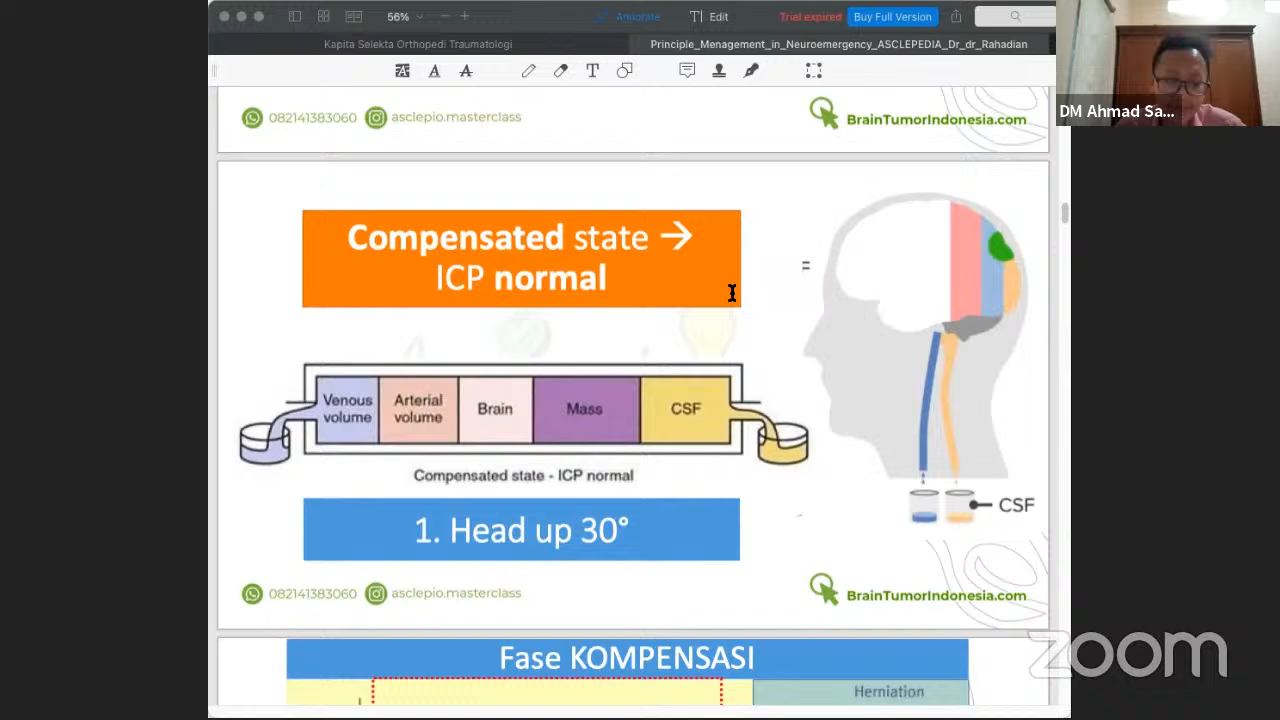 56%
Annotate
Edit
Trial expired
Buy Full Version
Kapita Selekta Orthopedi Traumatologi
Principle_Menagement_in_Neuroemergency_ASCLEPEDIA_Dr_dr_Rahadian
DM Ahmad Sa...
082141383060
asclepio.masterclass
BrainTumorIndonesia.com
Compensated state →
ICP normal
=
Venous
volume
Arterial
volume
Brain
Mass
CSF
Compensated state - ICP normal
CSF
1. Head up 30°
082141383060
asclepio.masterclass
BrainTumorIndonesia.com
Fase KOMPENSASI
Herniation
zoom